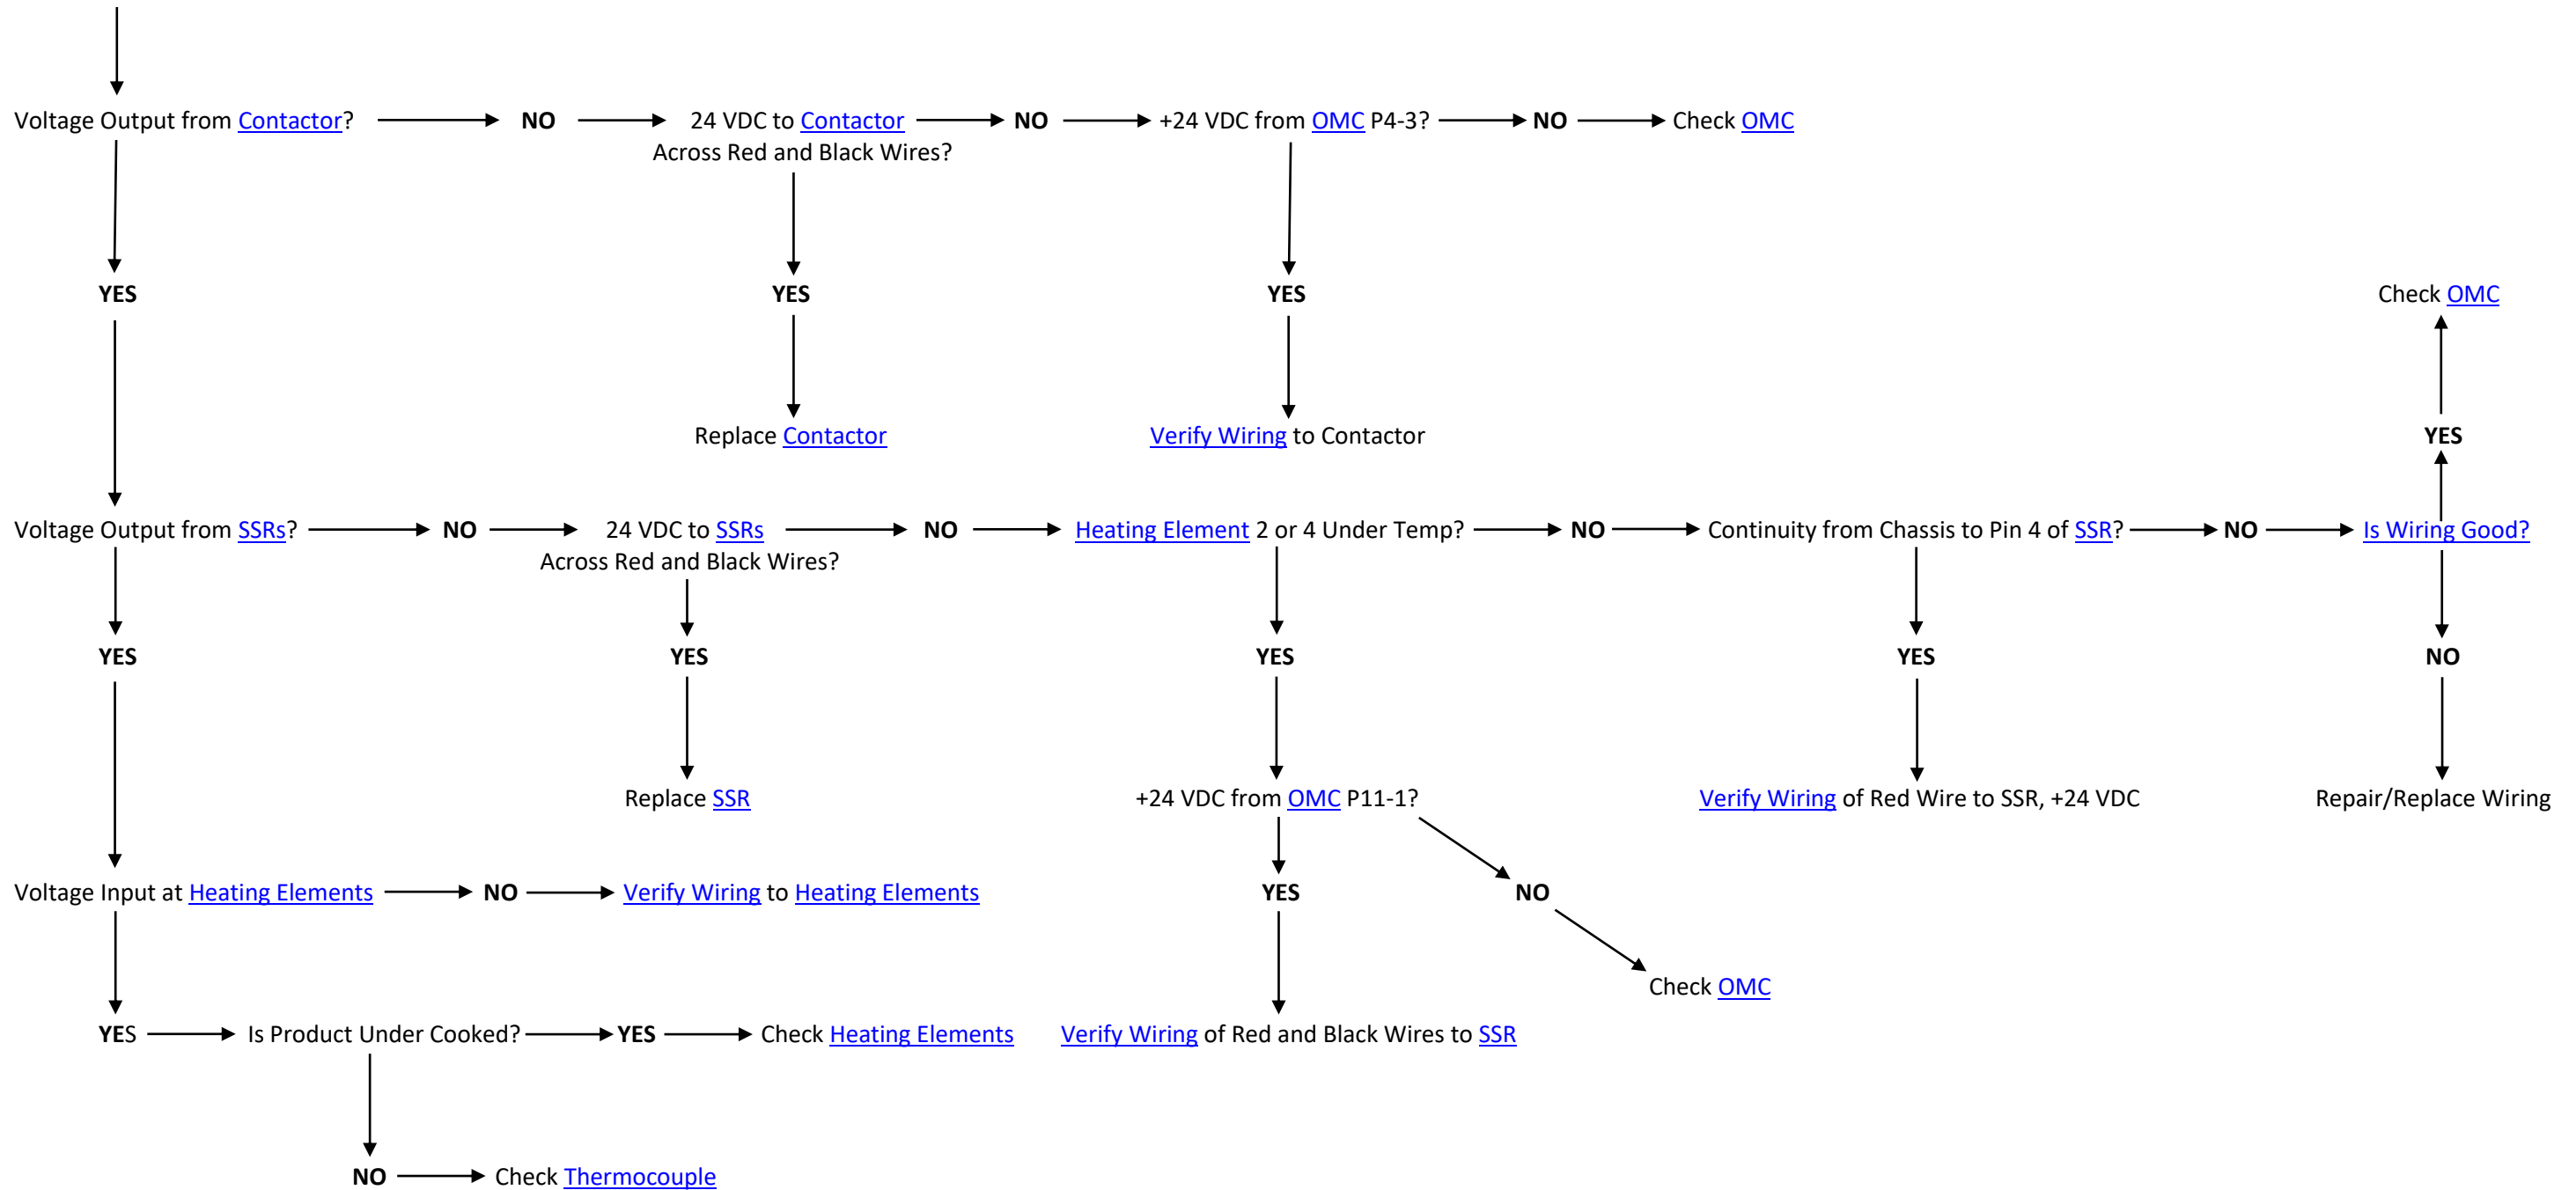 Voltage Output from Contactor? NO 24 VDC to Contactor NO +24 VDC from OMC P4-3? NO Check OMC
Across Red and Black Wires?
YES YES YES Check OMC
Replace Contactor Verify Wiring to Contactor YES
Voltage Output from SSRs? NO 24 VDC to SSRs NO Heating Element 2 or 4 Under Temp? NO Continuity from Chassis to Pin 4 of SSR? NO Is Wiring Good?
Across Red and Black Wires?
YES YES YES YES NO
Replace SSR +24 VDC from OMC P11-1? Verify Wiring of Red Wire to SSR, +24 VDC Repair/Replace Wiring
Voltage Input at Heating Elements NO Verify Wiring to Heating Elements YES NO
Check OMC
YES Is Product Under Cooked? YES Check Heating Elements Verify Wiring of Red and Black Wires to SSR
NO Check Thermocouple